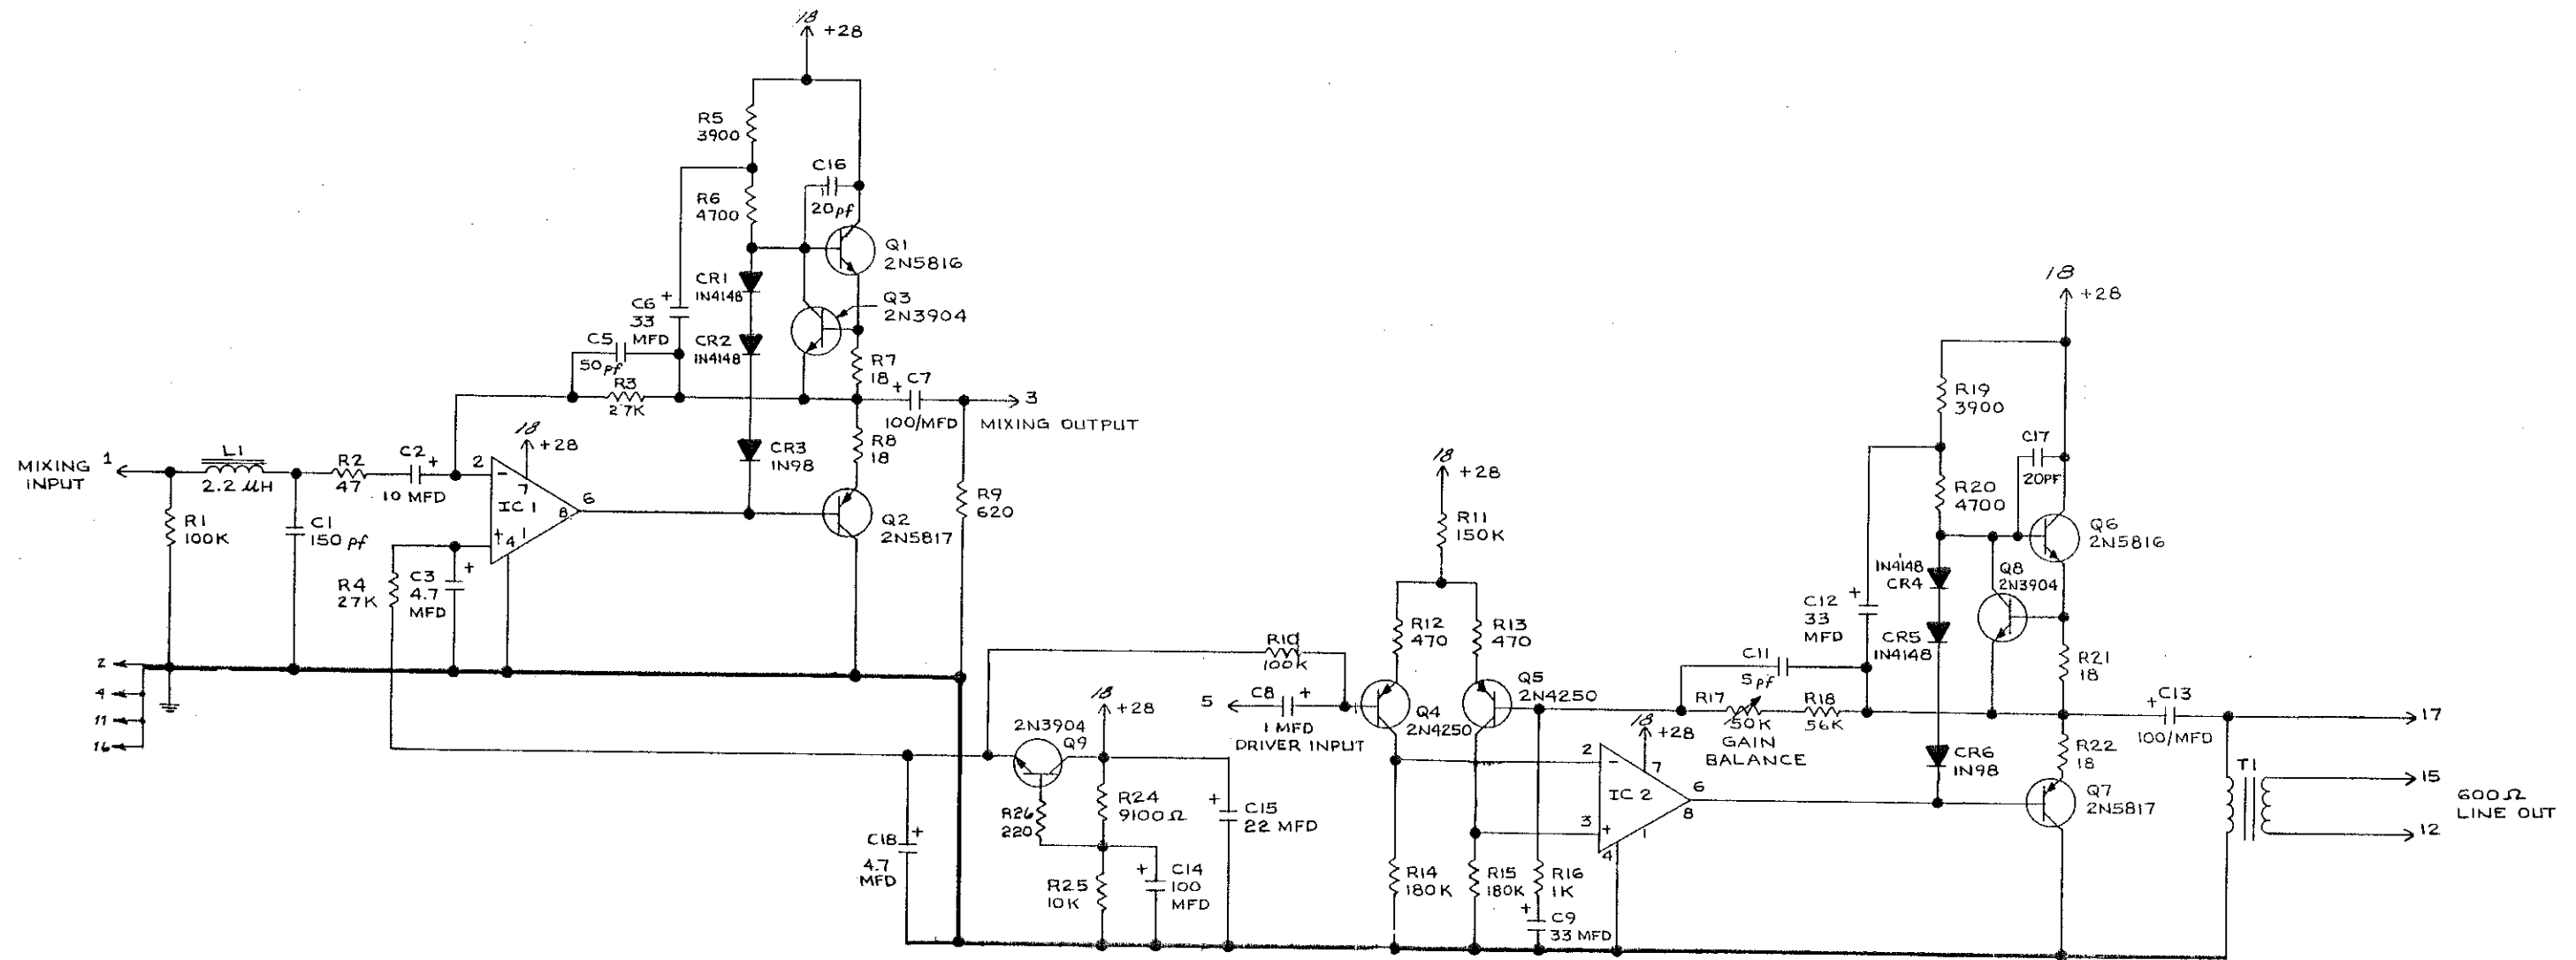 18
+28
R5
3900
C16
20pf
R6
4700
Q1
2N5816
CR1
IN4148
Q3
2N3904
C6
33
MFD
+
CR2
IN4148
C5
50pf
R7
18
R3
27K
+
C7
100/MFD
3
MIXING OUTPUT
18
+28
R8
18
CR3
1N98
MIXING
INPUT
1
L1
2.2 µH
R2
47
C2
+
10 MFD
2
-
7
IC 1
6
8
+
4
1
R9
620
Q2
2N5817
R1
100K
C1
150 pf
R4
27K
C3
4.7
MFD
+
2
4
11
16
R10
100K
5
C8
+
1 MFD
DRIVER INPUT
18
+28
2N3904
Q9
R24
9100Ω
R26
220
+
C15
22 MFD
C18
4.7
MFD
+
R25
10K
+
C14
100
MFD
18
+28
R11
150K
R12
470
R13
470
Q4
2N4250
Q5
2N4250
R14
180K
R15
180K
R16
1K
+
C9
33 MFD
C11
5pf
R17
50K
GAIN
BALANCE
R18
56K
18
+28
2
-
7
IC 2
6
8
3
+
1
4
18
+28
R19
3900
C17
20PF
R20
4700
Q6
2N5816
IN4148
CR4
Q8
2N3904
C12
33
MFD
+
CR5
IN4148
R21
18
+
C13
100/MFD
17
R22
18
CR6
1N98
Q7
2N5817
T1
15
12
600Ω
LINE OUT